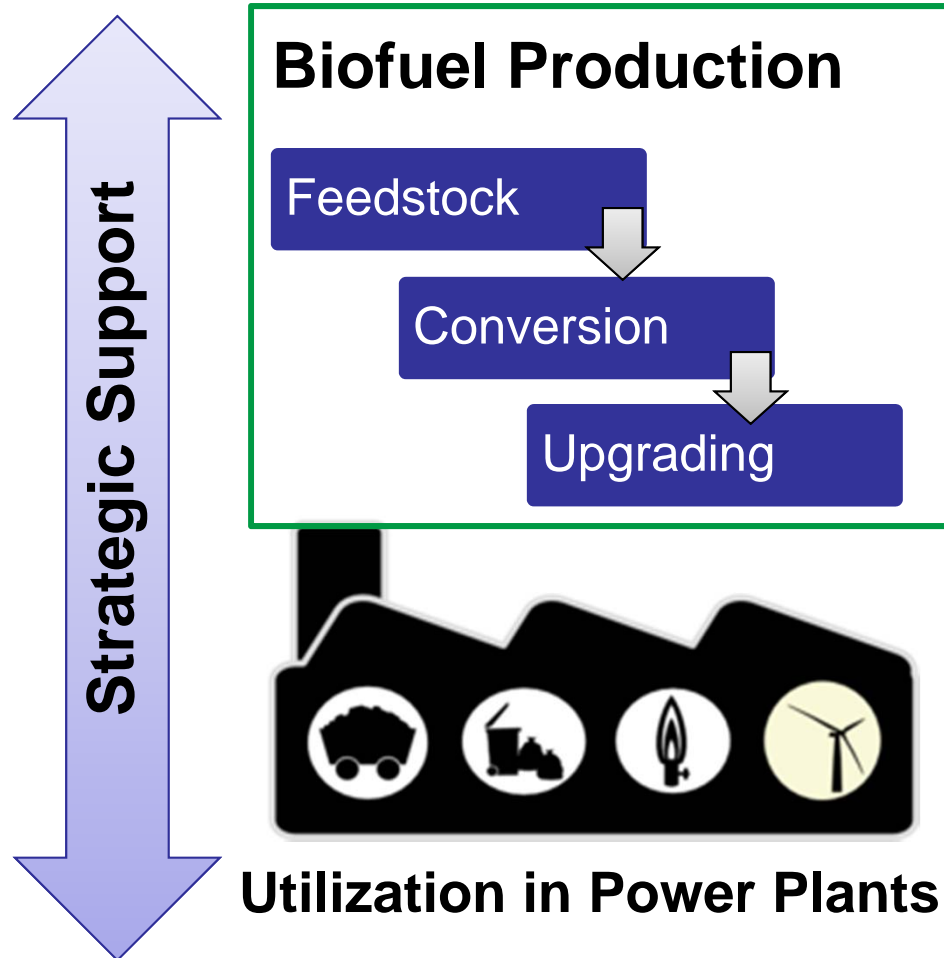 Strategic Support
Biofuel Production
Feedstock
Conversion
Upgrading
Utilization in Power Plants